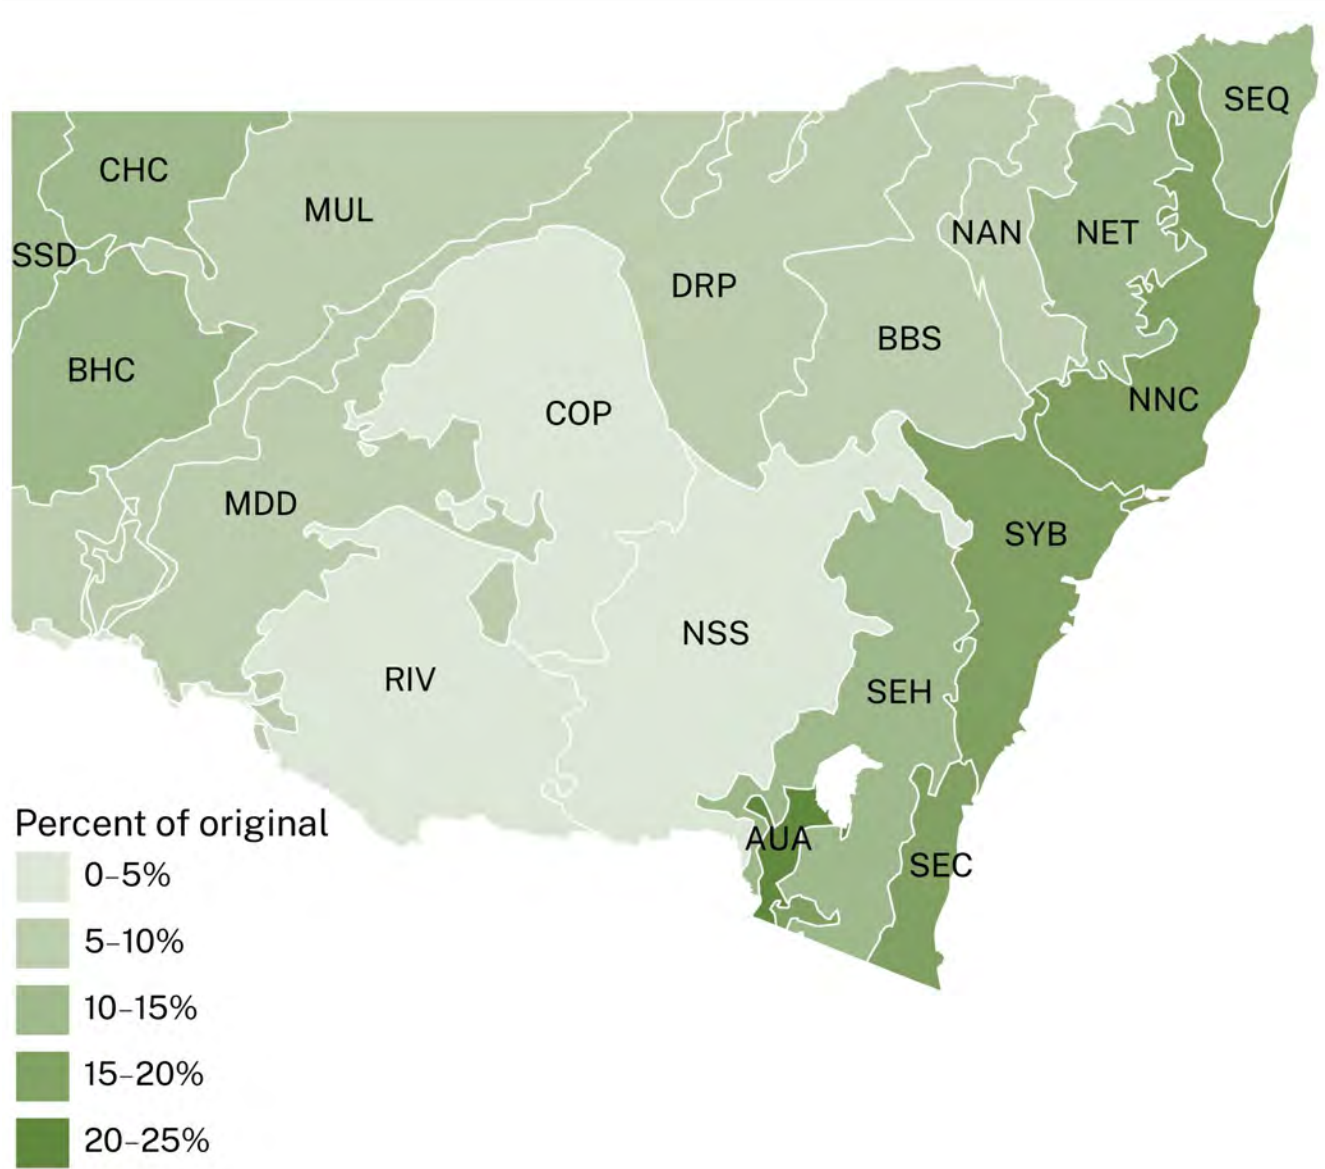 SEQ
CHC
MUL
NAN
NET
SSD
DRP
BBS
BHC
NNC
COP
MDD
SYB
NSS
RIV
SEH
Percent of original
AUA
SEC
0–5%
5–10%
10–15%
15–20%
20–25%